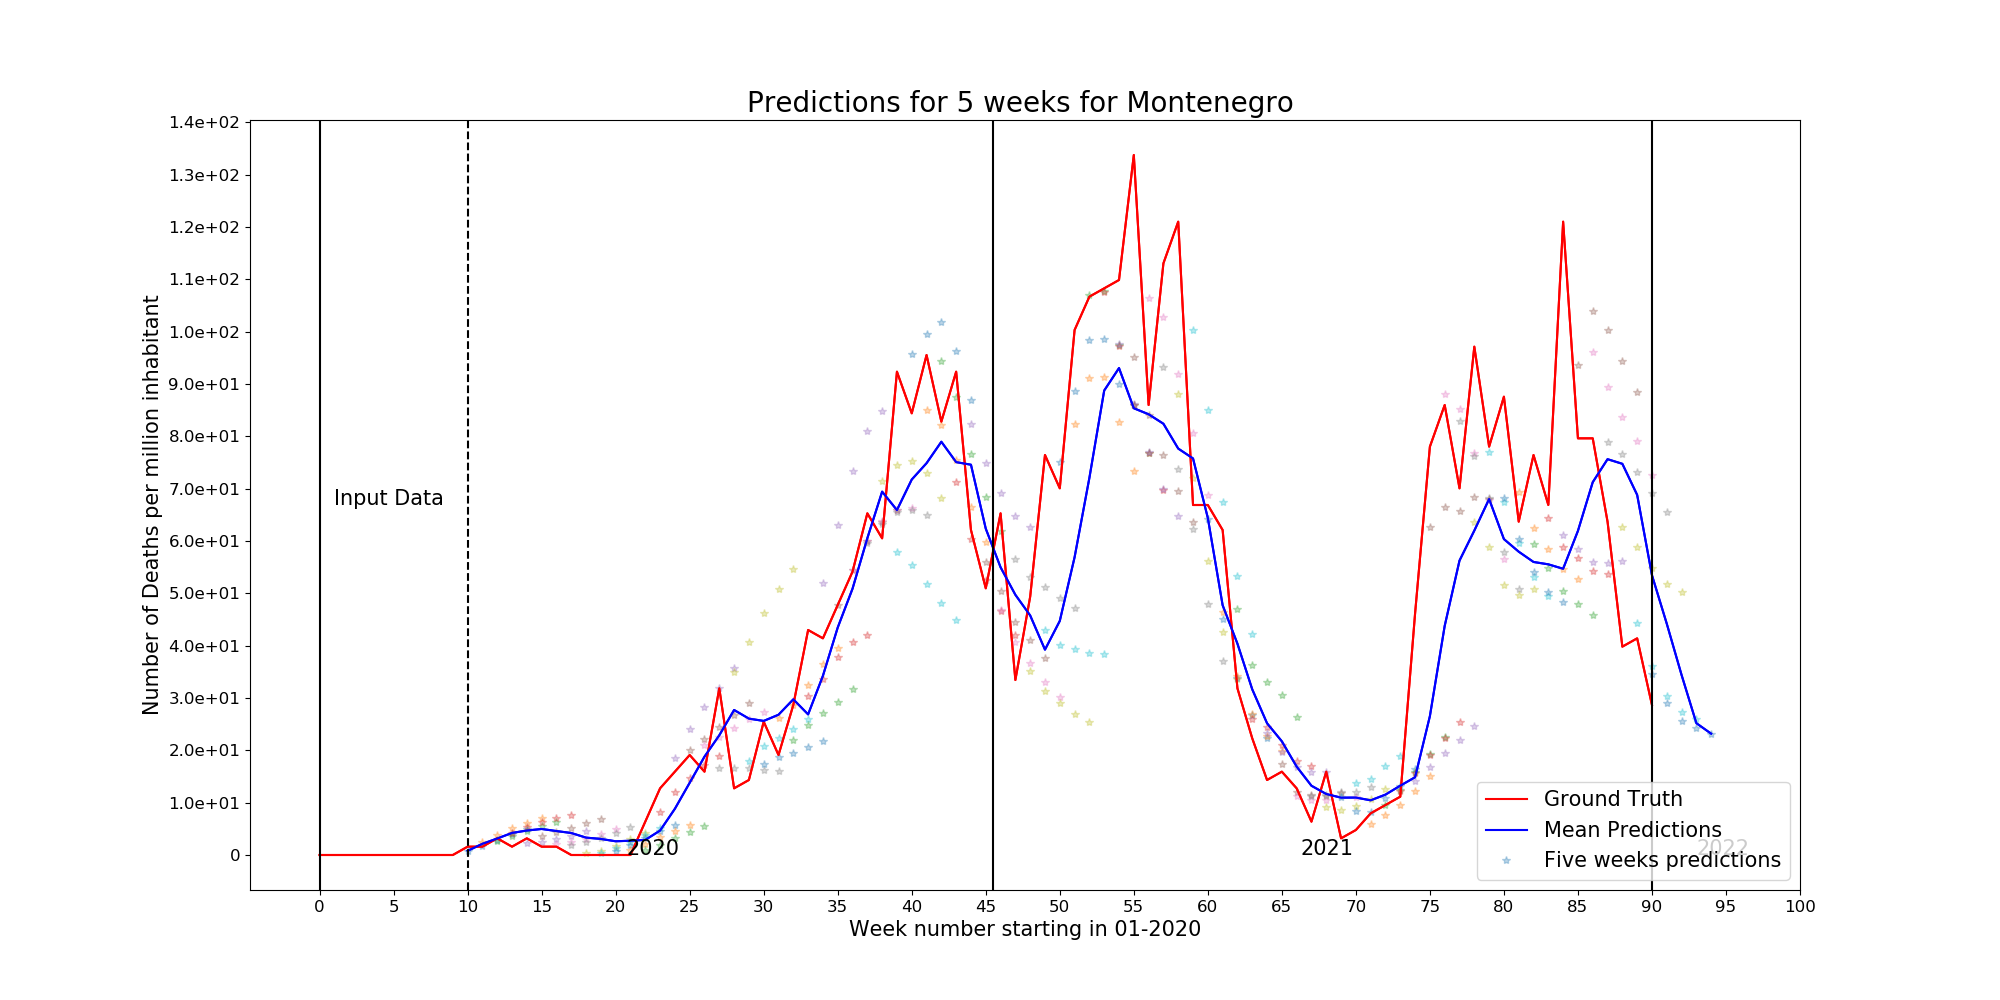 Predictions for 5 weeks for Montenegro
Number of Deaths per million inhabitant
1.4e+02
1.3e+02
1.2e+02
1.1e+02
1.0e+02
9.0e+01
8.0e+01
7.0e+01
6.0e+01
5.0e+01
4.0e+01
3.0e+01
2.0e+01
1.0e+01
0
Input Data
2020
2021
2022
Ground Truth
Mean Predictions
Five weeks predictions
0 5 10 15 20 25 30 35 40 45 50 55 60 65 70 75 80 85 90 95 100
Week number starting in 01-2020